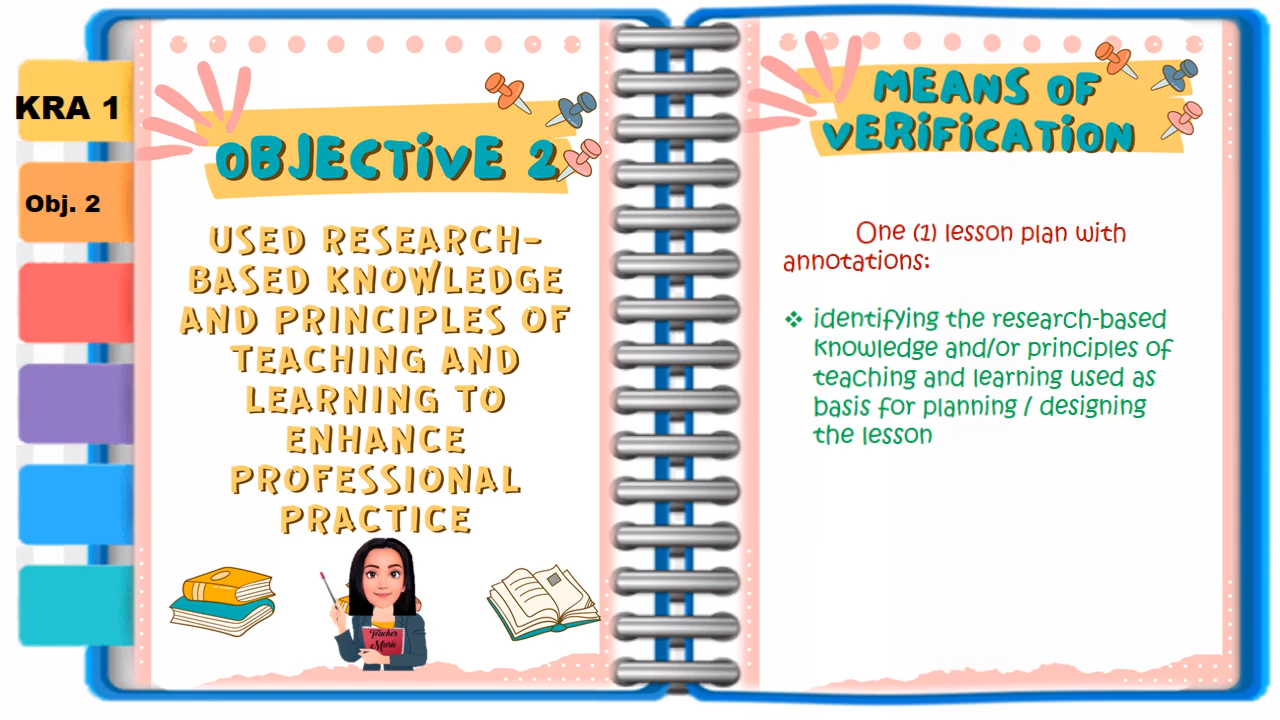 KRA 1
Obj. 2
OBJECTiVE 2
USED RESEARCH-
BASED KNOWLEDGE
AND PRINCIPLES OF
TEACHING AND
LEARNING TO
ENHANCE
PROFESSIONAL
PRACTICE
Teacher
Marie
MEANS OF
VERiFiCATiON
One (1) lesson plan with
annotations:
❖ identifying the research-based
knowledge and/or principles of
teaching and learning used as
basis for planning / designing
the lesson